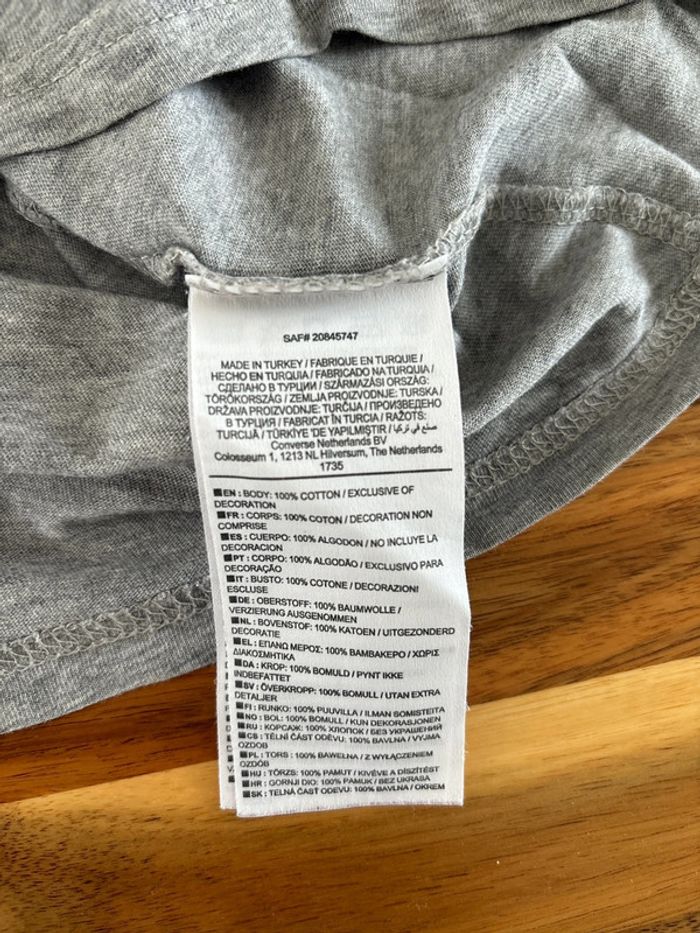 SAF# 20845747
MADE IN TURKEY / FABRIQUE EN TURQUIE /
HECHO EN TURQUIA / FABRICADO NA TURQUIA /
СДЕЛАНО В ТУРЦИИ / SZÁRMAZÁSI ORSZÁG:
TÖRÖKORSZÁG / ZEMLJA PROIZVODNJE: TURSKA /
DRŽAVA PROIZVODNJE: TURČIJA / ПРОИЗВЕДЕНО
В ТУРЦИЯ / FABRICAT ÎN TURCIA / RAŽOTS:
TURCIJĀ / TÜRKİYE 'DE YAPILMIŞTIR / صنع في تركيا
Converse Netherlands BV
Colosseum 1, 1213 NL Hilversum, The Netherlands
1735
EN : BODY: 100% COTTON / EXCLUSIVE OF
DECORATION
FR : CORPS: 100% COTON / DECORATION NON
COMPRISE
ES : CUERPO: 100% ALGODON / NO INCLUYE LA
DECORACION
PT : CORPO: 100% ALGODÃO / EXCLUSIVO PARA
DECORAÇÃO
IT : BUSTO: 100% COTONE / DECORAZIONI
ESCLUSE
DE : OBERSTOFF: 100% BAUMWOLLE /
VERZIERUNG AUSGENOMMEN
NL : BOVENSTOF: 100% KATOEN / UITGEZONDERD
DECORATIE
EL : ΕΠΑΝΩ ΜΕΡΟΣ: 100% ΒΑΜΒΑΚΕΡΟ / ΧΩΡΙΣ
ΔΙΑΚΟΣΜΗΤΙΚΑ
DA : KROP: 100% BOMULD / PYNT IKKE
INDBEFATTET
SV : ÖVERKROPP: 100% BOMULL / UTAN EXTRA
DETALJER
FI : RUNKO: 100% PUUVILLA / ILMAN SOMISTEITA
NO : BOL: 100% BOMULL / KUN DEKORASJONEN
RU : КОРСАЖ: 100% ХЛОПОК / БЕЗ УКРАШЕНИЙ
CS : TĚLNÍ ČÁST ODĚVU: 100% BAVLNA / VYJMA
OZDOB
PL : TORS : 100% BAWEŁNA / Z WYŁĄCZENIEM
OZDÓB
HU : TÖRZS: 100% PAMUT / KIVÉVE A DÍSZÍTÉST
HR : GORNJI DIO: 100% PAMUK / BEZ UKRASA
SK : TELNÁ ČASŤ ODEVU: 100% BAVLNA / OKREM